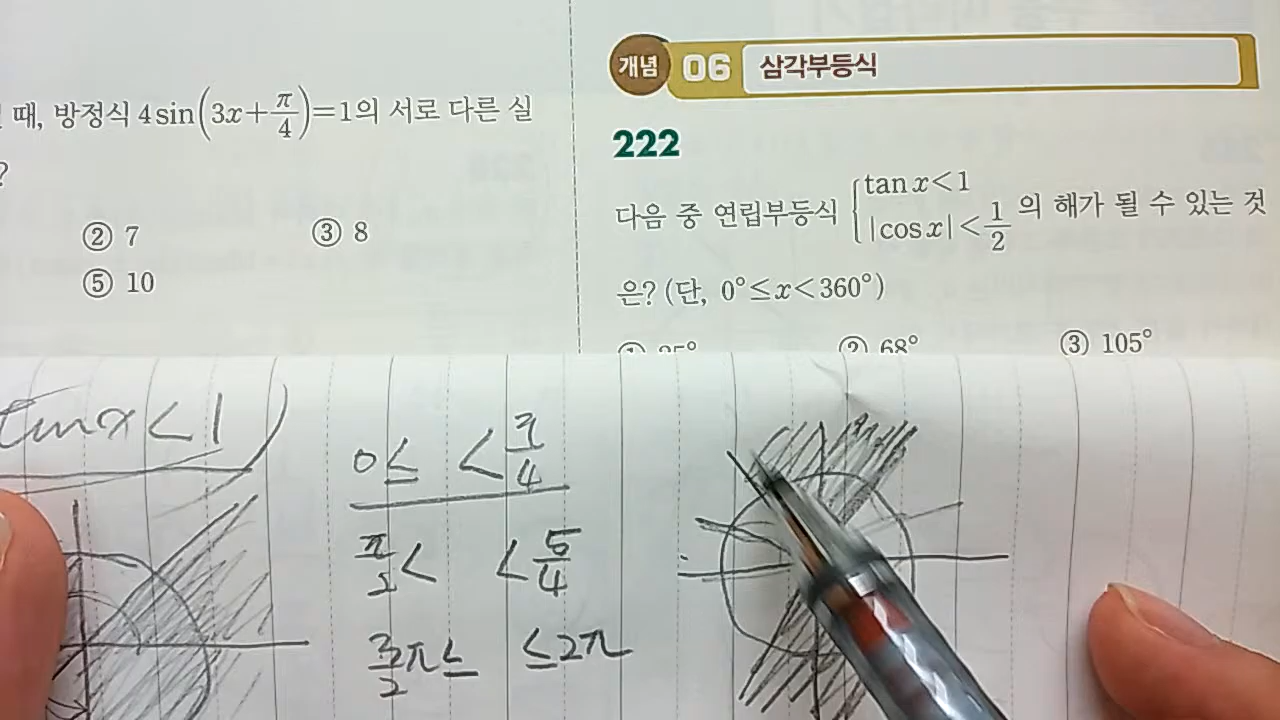 때, 방정식 4sin(3x+π/4)=1의 서로 다른 실
?
② 7
③ 8
⑤ 10
개념 06 삼각부등식
222
다음 중 연립부등식 { tan x<1
|cos x|<1/2 의 해가 될 수 있는 것
은? (단, 0°≤x<360°)
② 68°
③ 105°
tanx<1
0≤ <π/4
π/2< <5/4
3/2π≤ ≤2π